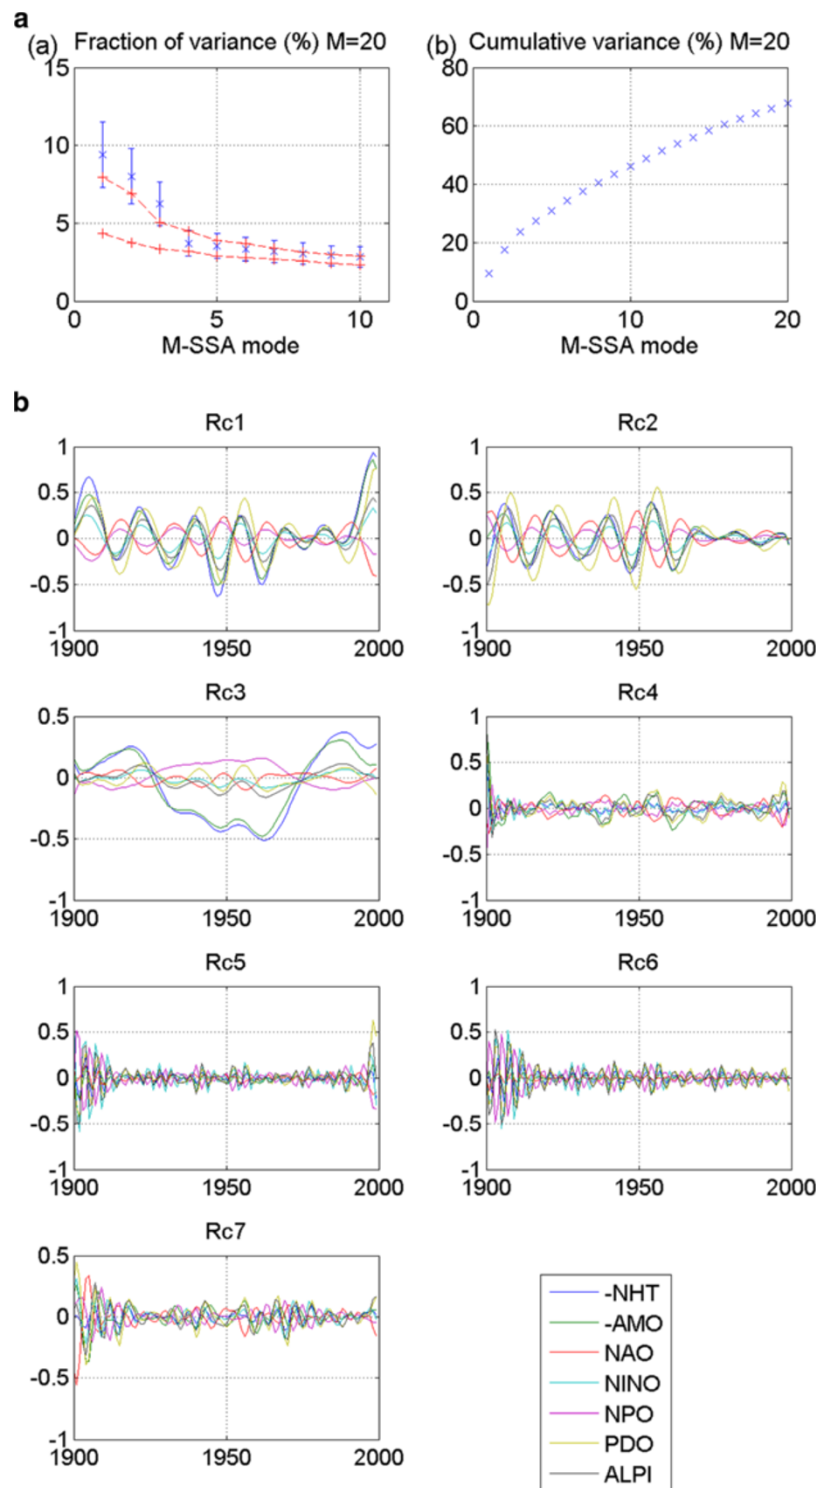 a
(a) Fraction of variance (%) M=20
(b) Cumulative variance (%) M=20
15
10
5
0
0 5 10
M-SSA mode
80
60
40
20
0
0 10 20
M-SSA mode
b
Rc1
1
0.5
0
-0.5
-1
1900 1950 2000
Rc2
1
0.5
0
-0.5
-1
1900 1950 2000
Rc3
0.5
0
-0.5
-1
1900 1950 2000
Rc4
1
0.5
0
-0.5
-1
1900 1950 2000
Rc5
1
0.5
0
-0.5
-1
1900 1950 2000
Rc6
1
0.5
0
-0.5
-1
1900 1950 2000
Rc7
0.5
0
-0.5
-1
1900 1950 2000
-NHT
-AMO
NAO
NINO
NPO
PDO
ALPI